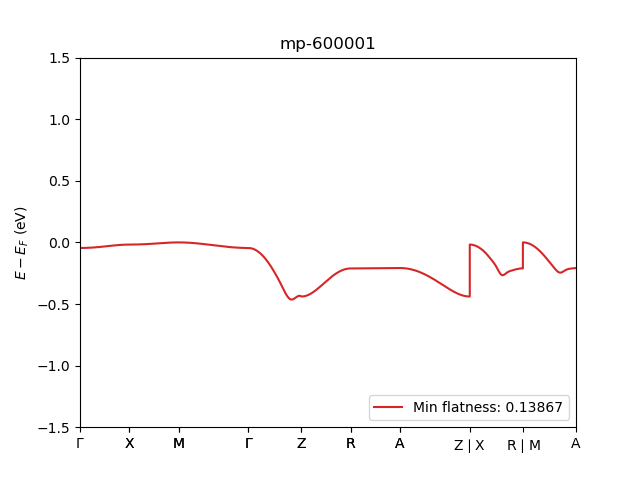 mp-600001
1.5
1.0
0.5
0.0
−0.5
−1.0
−1.5
E − E_F (eV)
Min flatness: 0.13867
Γ X M Γ Z R A Z | X R | M A